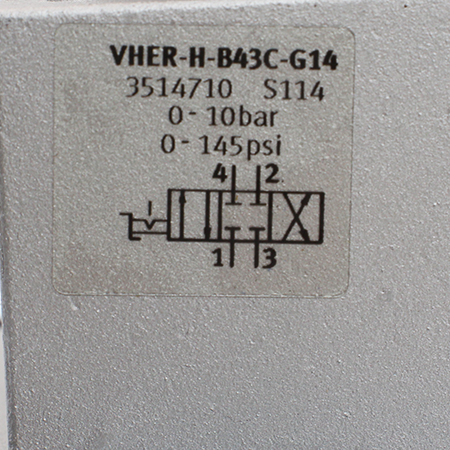 VHER-H-B43C-G14
3514710 S114
0-10bar
0-145psi
4 2
1 3